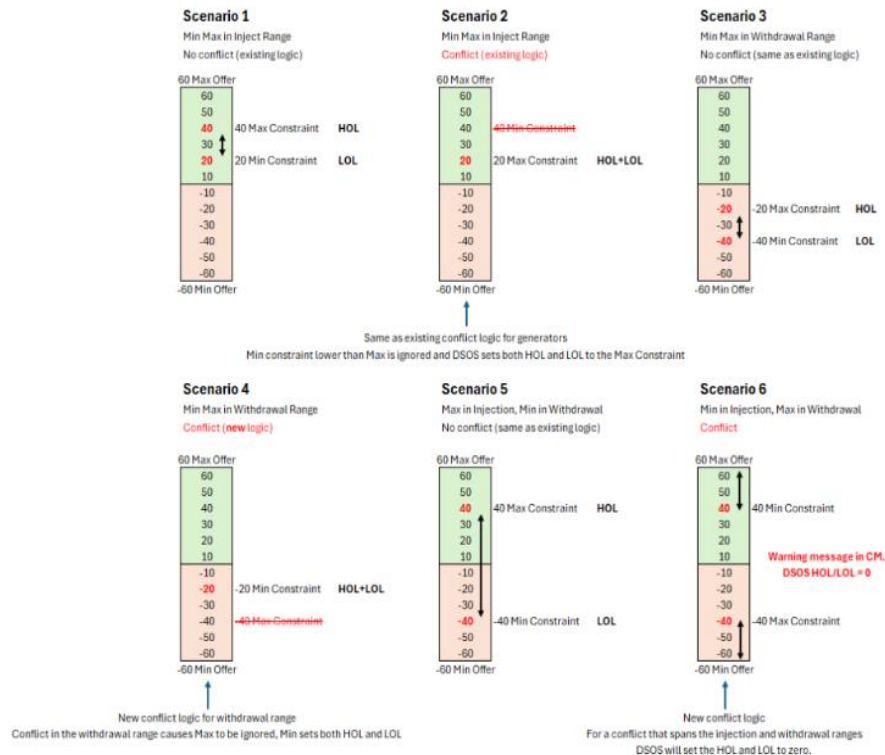 Scenario 1
Min Max in Inject Range
No conflict (existing logic)
60 Max Offer
60
50
40 40 Max Constraint HOL
30
20 20 Min Constraint LOL
10
-10
-20
-30
-40
-50
-60
-60 Min Offer
Scenario 2
Min Max in Inject Range
Conflict (existing logic)
60 Max Offer
60
50
40 40 Min Constraint
30
20 20 Max Constraint HOL+LOL
10
-10
-20
-30
-40
-50
-60
-60 Min Offer
Same as existing conflict logic for generators
Min constraint lower than Max is ignored and DSOS sets both HOL and LOL to the Max Constraint
Scenario 3
Min Max in Withdrawal Range
No conflict (same as existing logic)
60 Max Offer
60
50
40
30
20
10
-10
-20 -20 Max Constraint HOL
-30
-40 -40 Min Constraint LOL
-50
-60
-60 Min Offer
Scenario 4
Min Max in Withdrawal Range
Conflict (new logic)
60 Max Offer
60
50
40
30
20
10
-10
-20 -20 Min Constraint HOL+LOL
-30
-40 -40 Max Constraint
-50
-60
-60 Min Offer
New conflict logic for withdrawal range
Conflict in the withdrawal range causes Max to be ignored, Min sets both HOL and LOL
Scenario 5
Max in Injection, Min in Withdrawal
No conflict (same as existing logic)
60 Max Offer
60
50
40 40 Max Constraint HOL
30
20
10
-10
-20
-30
-40 -40 Min Constraint LOL
-50
-60
-60 Min Offer
Scenario 6
Min in Injection, Max in Withdrawal
Conflict
60 Max Offer
60
50
40 40 Min Constraint
30
20
10
Warning message in CM.
DSOS HOL/LOL = 0
-10
-20
-30
-40 -40 Max Constraint
-50
-60
-60 Min Offer
New conflict logic
For a conflict that spans the injection and withdrawal ranges
DSOS will set the HOL and LOL to zero.